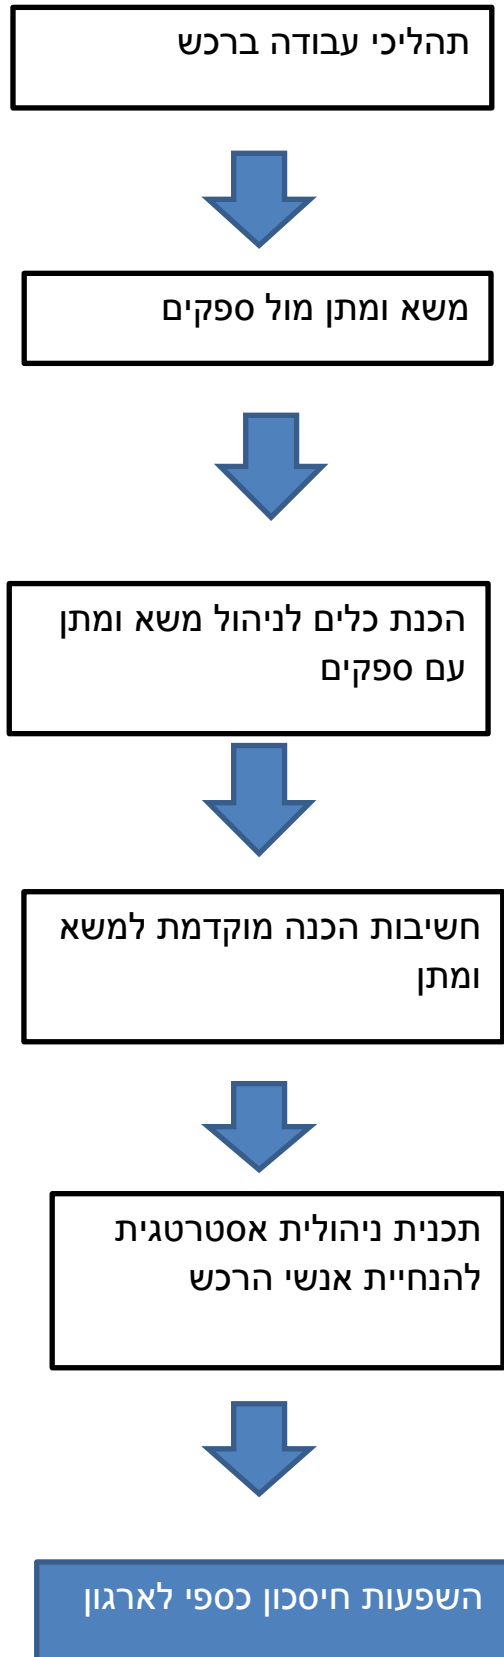 תהליכי עבודה ברכש
משא ומתן מול ספקים
הכנת כלים לניהול משא ומתן
עם ספקים
חשיבות הכנה מוקדמת למשא
ומתן
תכנית ניהולית אסטרטגית
להנחיית אנשי הרכש
השפעות חיסכון כספי לארגון